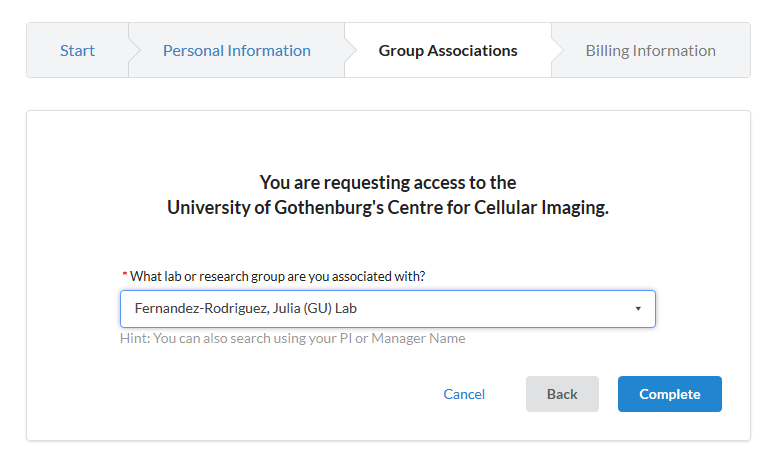 Start
Personal Information
Group Associations
Billing Information
You are requesting access to the
University of Gothenburg's Centre for Cellular Imaging.
* What lab or research group are you associated with?
Fernandez-Rodriguez, Julia (GU) Lab
Hint: You can also search using your PI or Manager Name
Cancel
Back
Complete